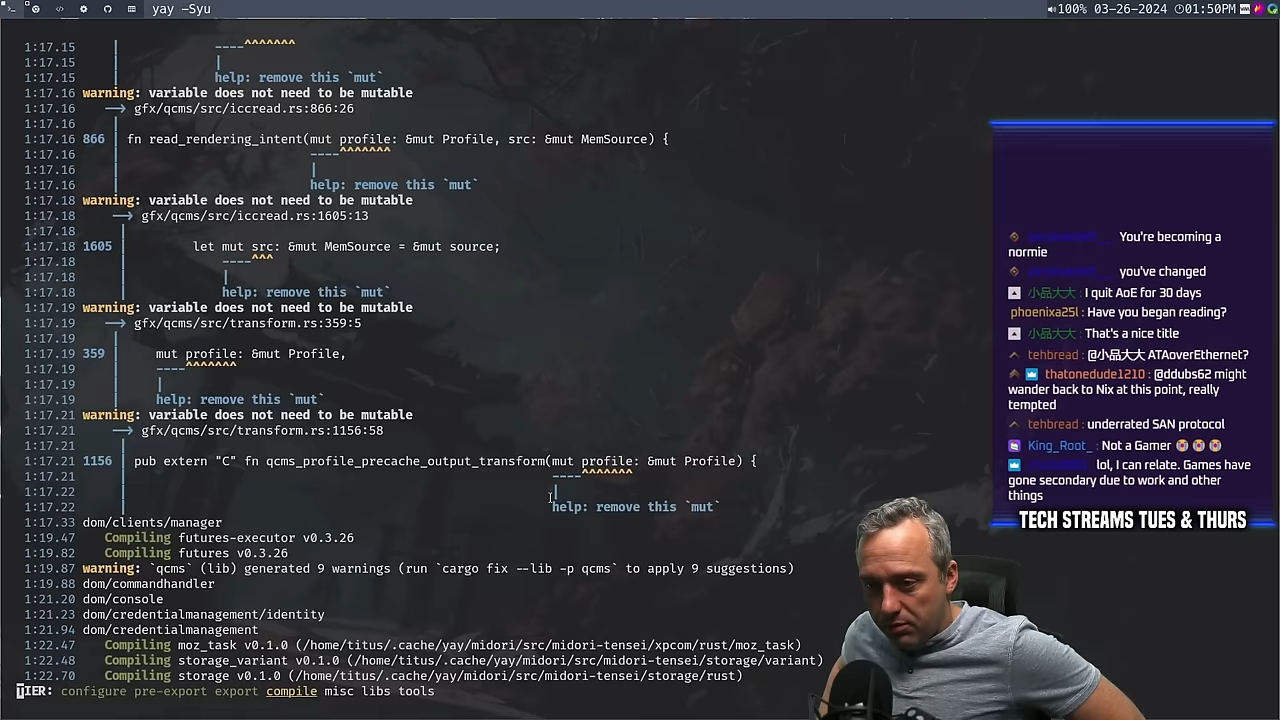 yay -Syu
100% 03-26-2024 01:50PM
1:17.15
1:17.15
1:17.15 help: remove this `mut`
1:17.16 warning: variable does not need to be mutable
1:17.16 --> gfx/qcms/src/iccread.rs:866:26
1:17.16
1:17.16 866 | fn read_rendering_intent(mut profile: &mut Profile, src: &mut MemSource) {
1:17.16 ----^^^^^^^
1:17.16 |
1:17.16 help: remove this `mut`
1:17.18 warning: variable does not need to be mutable
1:17.18 --> gfx/qcms/src/iccread.rs:1605:13
1:17.18
1:17.18 1605 | let mut src: &mut MemSource = &mut source;
1:17.18 ----^^^
1:17.18 |
1:17.18 help: remove this `mut`
1:17.19 warning: variable does not need to be mutable
1:17.19 --> gfx/qcms/src/transform.rs:359:5
1:17.19
1:17.19 359 | mut profile: &mut Profile,
1:17.19 ----^^^^^^^
1:17.19 |
1:17.19 help: remove this `mut`
1:17.21 warning: variable does not need to be mutable
1:17.21 --> gfx/qcms/src/transform.rs:1156:58
1:17.21
1:17.21 1156 | pub extern "C" fn qcms_profile_precache_output_transform(mut profile: &mut Profile) {
1:17.21 ----^^^^^^^
1:17.22 |
1:17.22 help: remove this `mut`
1:17.33 dom/clients/manager
1:19.47 Compiling futures-executor v0.3.26
1:19.82 Compiling futures v0.3.26
1:19.87 warning: `qcms` (lib) generated 9 warnings (run `cargo fix --lib -p qcms` to apply 9 suggestions)
1:19.88 dom/commandhandler
1:21.20 dom/console
1:21.23 dom/credentialmanagement/identity
1:21.94 dom/credentialmanagement
1:22.47 Compiling moz_task v0.1.0 (/home/titus/.cache/yay/midori/src/midori-tensei/xpcom/rust/moz_task)
1:22.48 Compiling storage_variant v0.1.0 (/home/titus/.cache/yay/midori/src/midori-tensei/storage/variant)
1:22.70 Compiling storage v0.1.0 (/home/titus/.cache/yay/midori/src/midori-tensei/storage/rust)
TIER: configure pre-export export compile misc libs tools
You're becoming a
normie
you've changed
小品大大 : I quit AoE for 30 days
phoenixa25l : Have you began reading?
小品大大 : That's a nice title
tehbread : @小品大大 ATAoverEthernet?
thatonedude1210 : @ddubs62 might
wander back to Nix at this point, really
tempted
tehbread : underrated SAN protocol
King_Root_ : Not a Gamer 😭😭😭
lol, I can relate. Games have
gone secondary due to work and other
things
TECH STREAMS TUES & THURS